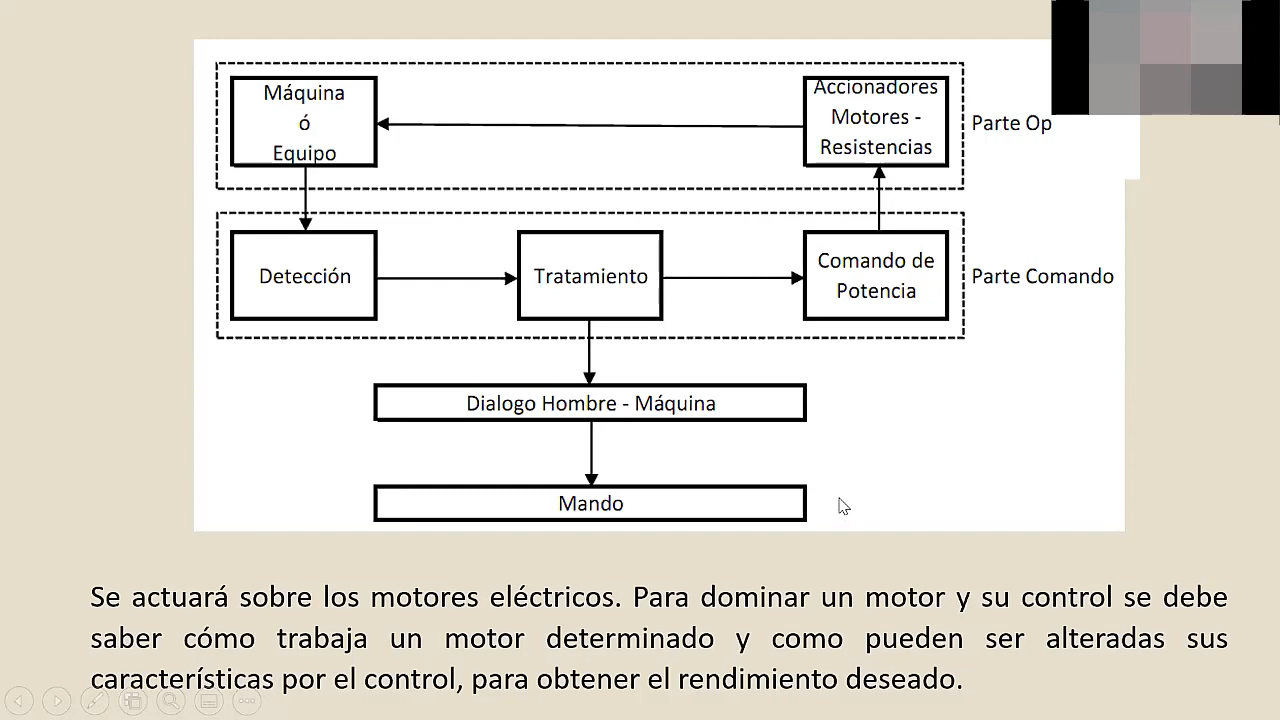 Máquina
ó
Equipo
Accionadores
Motores -
Resistencias
Parte Op
Detección
Tratamiento
Comando de
Potencia
Parte Comando
Dialogo Hombre - Máquina
Mando
Se actuará sobre los motores eléctricos. Para dominar un motor y su control se debe
saber cómo trabaja un motor determinado y como pueden ser alteradas sus
características por el control, para obtener el rendimiento deseado.